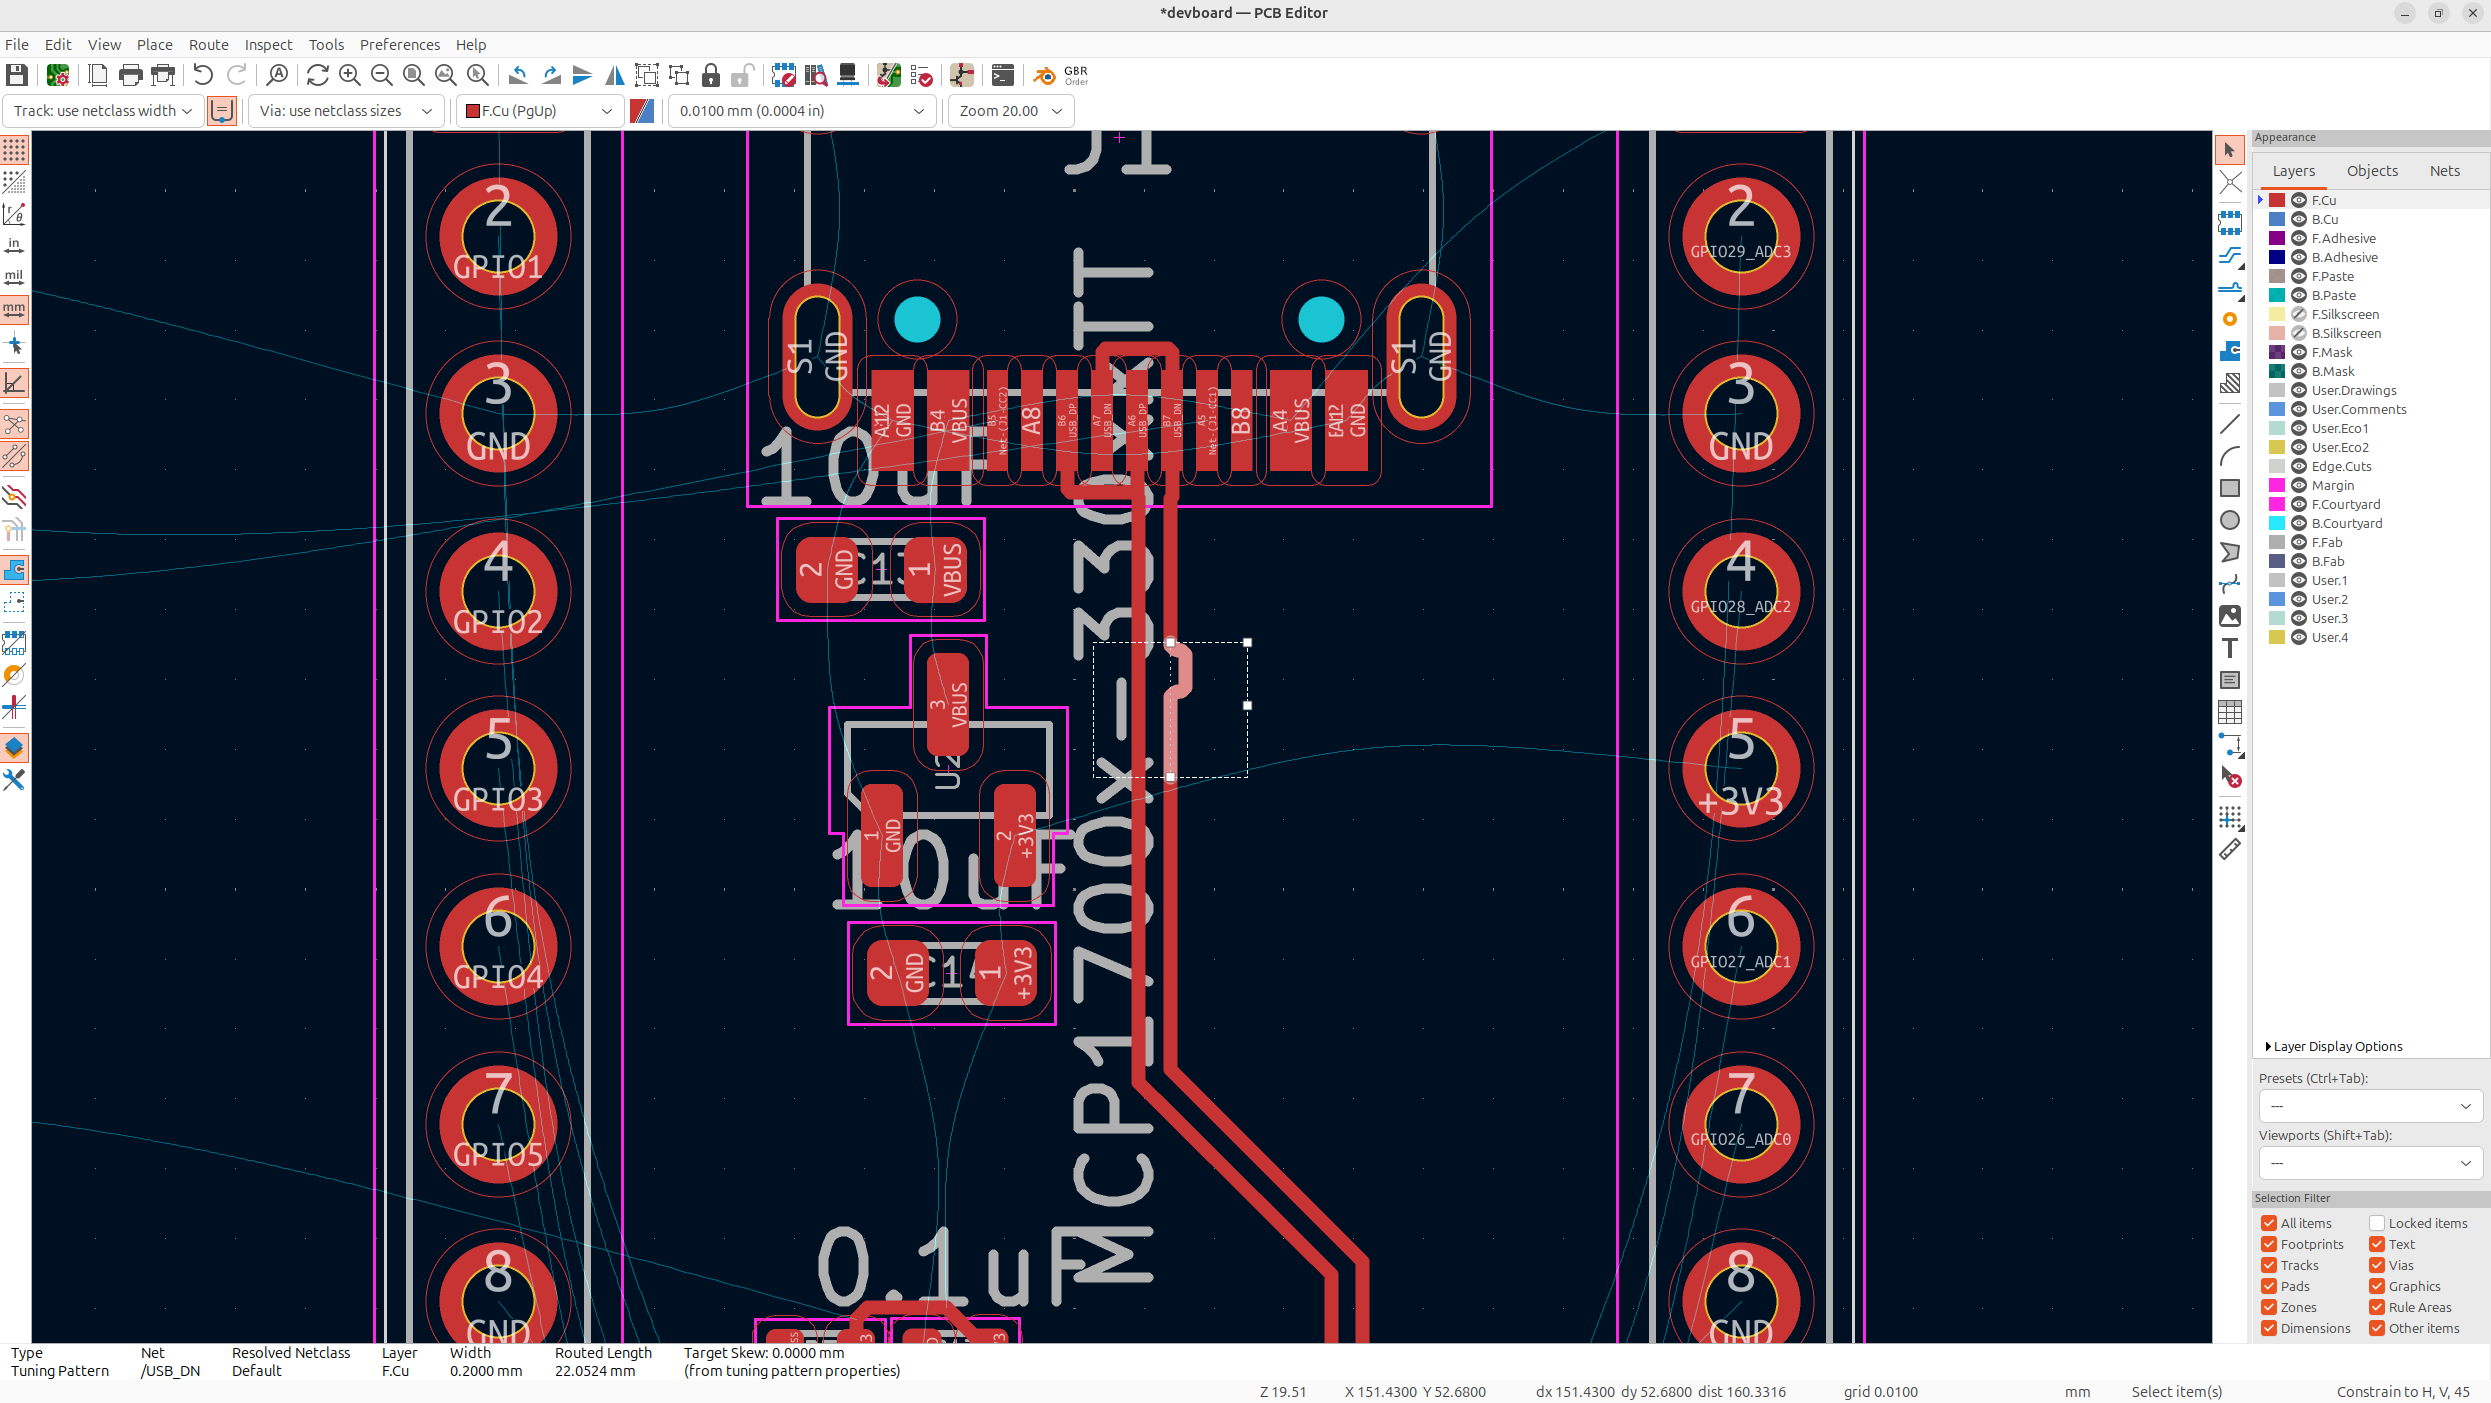 *devboard — PCB Editor
File Edit View Place Route Inspect Tools Preferences Help
GBR
Order
Track: use netclass width
Via: use netclass sizes
F.Cu (PgUp)
0.0100 mm (0.0004 in)
Zoom 20.00
in
mil
mm
J1
2
GPIO1
3
GND
4
GPIO2
5
GPIO3
6
GPIO4
7
GPIO5
8
GND
S1
GND
GND
B4
VBUS
B5
Net-(J1-CC2)
A8
B6
USB_DP
A7
USB_DN
A6
USB_DP
B7
USB_DN
A5
Net-(J1-CC1)
B8
A4
VBUS
GND
S1
GND
10uF
2
GND
1
VBUS
3
VBUS
U2
1
GND
2
+3V3
10uF
2
GND
C14
1
+3V3
MCP1700x-330xxTT
0.1uF
2
GPIO29_ADC3
3
GND
4
GPIO28_ADC2
5
+3V3
6
GPIO27_ADC1
7
GPIO26_ADC0
8
GND
Appearance
Layers Objects Nets
F.Cu
B.Cu
F.Adhesive
B.Adhesive
F.Paste
B.Paste
F.Silkscreen
B.Silkscreen
F.Mask
B.Mask
User.Drawings
User.Comments
User.Eco1
User.Eco2
Edge.Cuts
Margin
F.Courtyard
B.Courtyard
F.Fab
B.Fab
User.1
User.2
User.3
User.4
Layer Display Options
Presets (Ctrl+Tab):
---
Viewports (Shift+Tab):
---
Selection Filter
All items Locked items
Footprints Text
Tracks Vias
Pads Graphics
Zones Rule Areas
Dimensions Other items
Type Net Resolved Netclass Layer Width Routed Length Target Skew: 0.0000 mm
Tuning Pattern /USB_DN Default F.Cu 0.2000 mm 22.0524 mm (from tuning pattern properties)
Z 19.51 X 151.4300 Y 52.6800 dx 151.4300 dy 52.6800 dist 160.3316 grid 0.0100 mm Select item(s) Constrain to H, V, 45